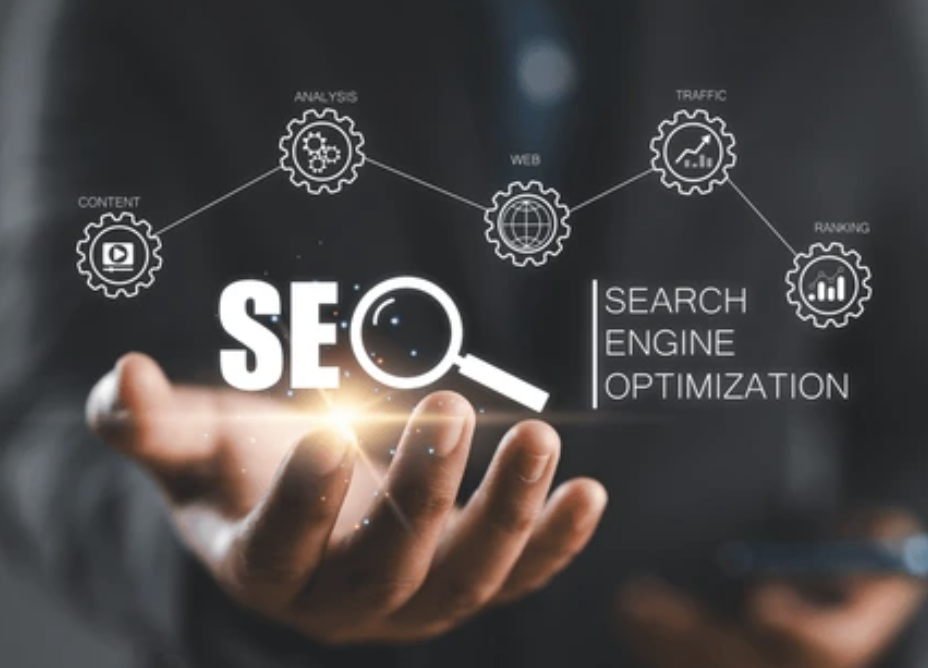 ANALYSIS
TRAFFIC
WEB
CONTENT
RANKING
SEO
SEARCH
ENGINE
OPTIMIZATION